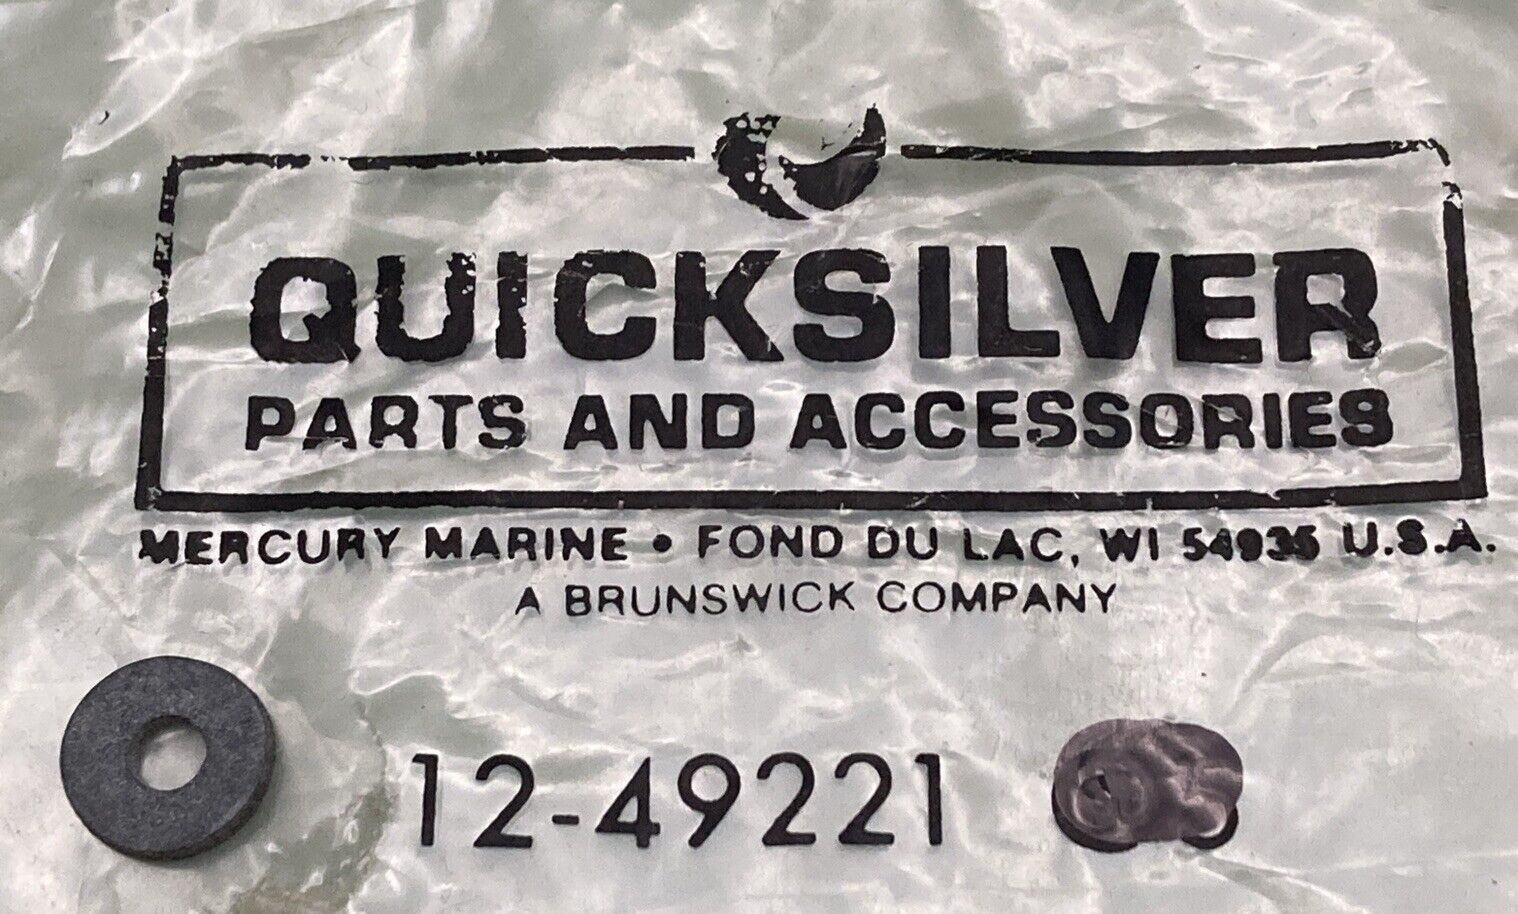 QUICKSILVER
PARTS AND ACCESSORIES
MERCURY MARINE • FOND DU LAC, WI 54935 U.S.A.
A BRUNSWICK COMPANY
12-49221